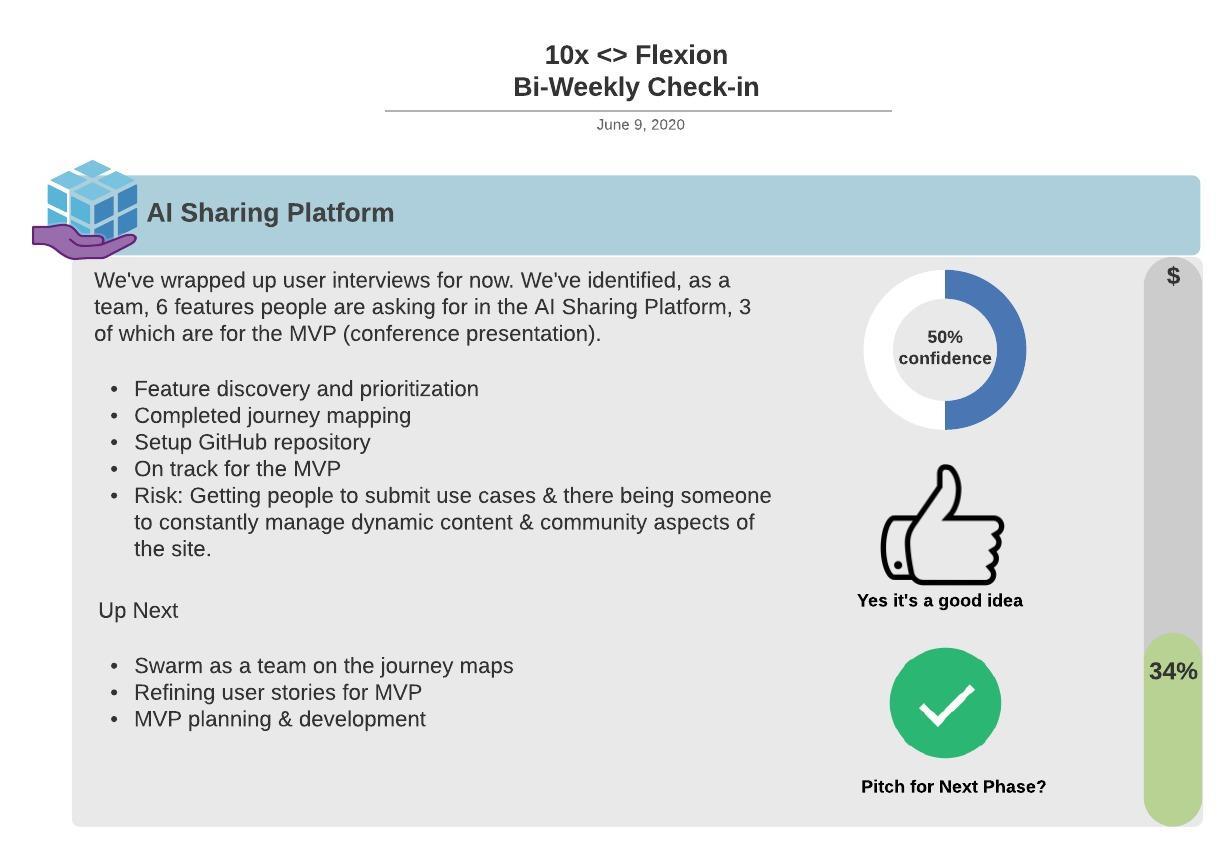 10x <> Flexion
Bi-Weekly Check-in
June 9, 2020
AI Sharing Platform
We've wrapped up user interviews for now. We've identified, as a
team, 6 features people are asking for in the AI Sharing Platform, 3
of which are for the MVP (conference presentation).
• Feature discovery and prioritization
• Completed journey mapping
• Setup GitHub repository
• On track for the MVP
• Risk: Getting people to submit use cases & there being someone
to constantly manage dynamic content & community aspects of
the site.
Up Next
• Swarm as a team on the journey maps
• Refining user stories for MVP
• MVP planning & development
50%
confidence
Yes it's a good idea
Pitch for Next Phase?
$
34%